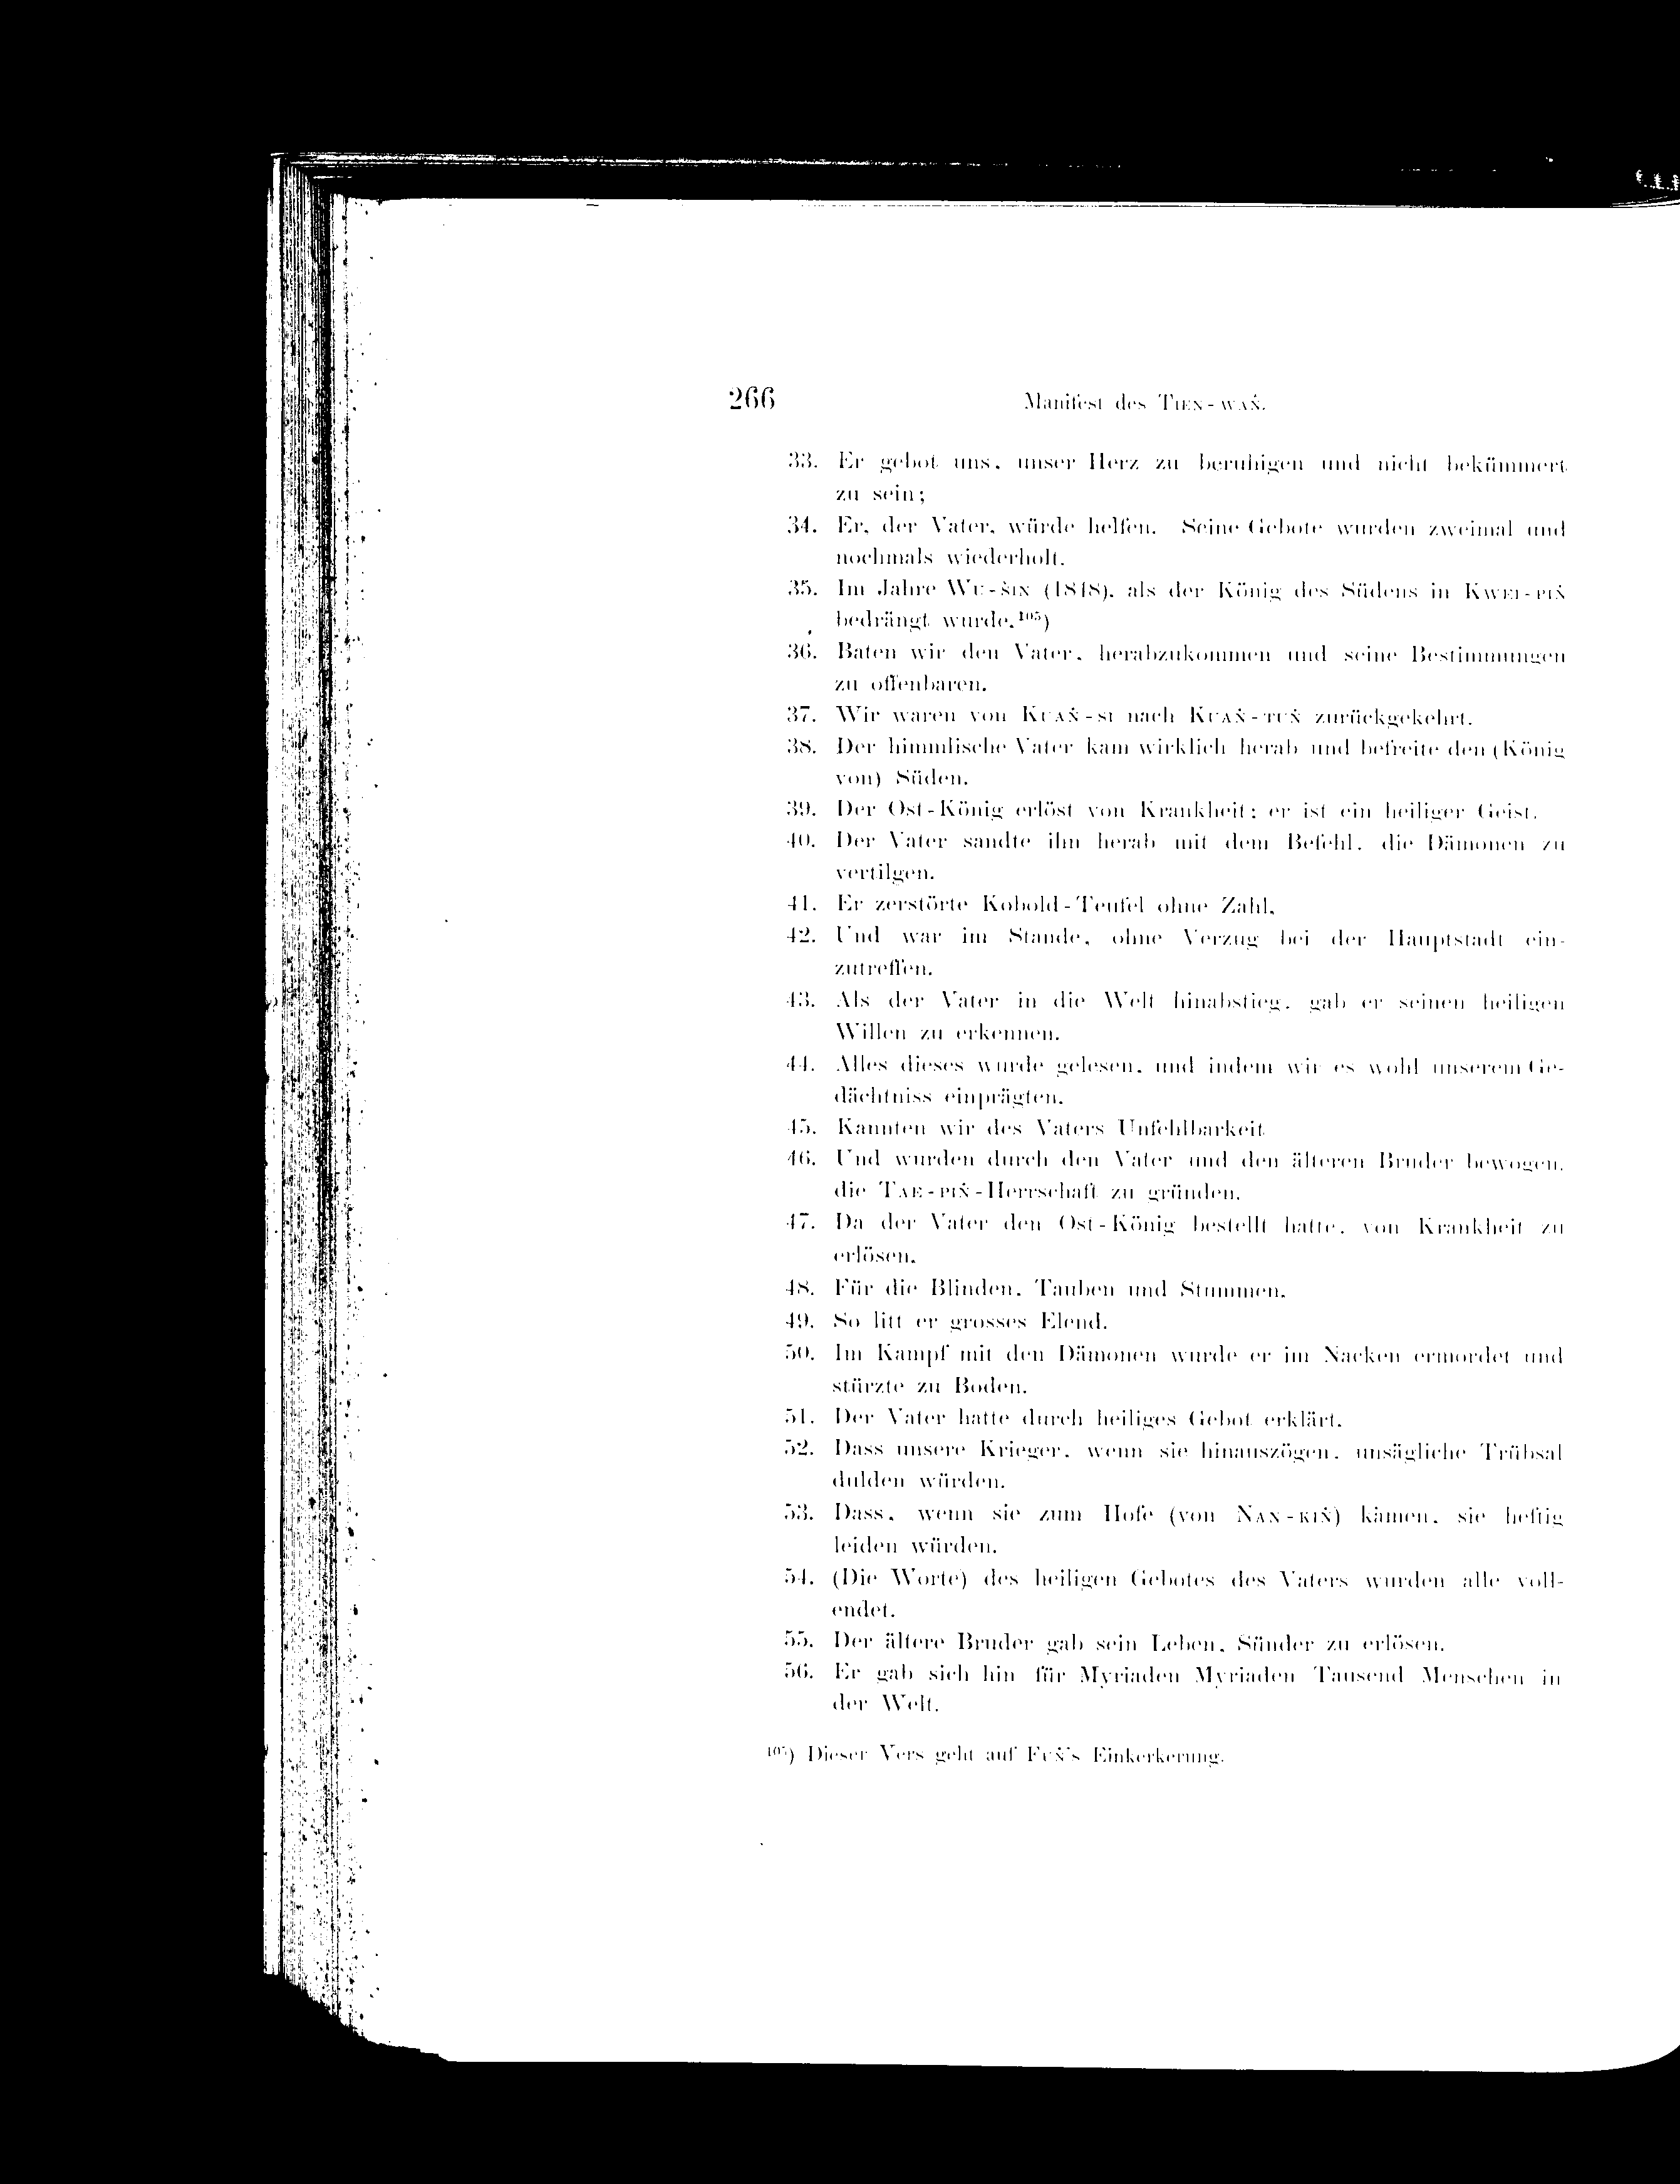 266 Manifest des TIEN-WAṄ.
33. Er gebot uns, unser Herz zu beruhigen und nicht bekümmert
zu sein;
34. Er, der Vater, würde helfen. Seine Gebote wurden zweimal und
nochmals wiederholt.
35. Im Jahre WU-ŠIN (1848), als der König des Südens in KWEI-PIṄ
bedrängt wurde,¹⁰⁵)
36. Baten wir den Vater, herabzukommen und seine Bestimmungen
zu offenbaren.
37. Wir waren von KUAṄ-SI nach KUAṄ-TUṄ zurückgekehrt.
38. Der himmlische Vater kam wirklich herab und befreite den (König
von) Süden.
39. Der Ost-König erlöst von Krankheit; er ist ein heiliger Geist.
40. Der Vater sandte ihn herab mit dem Befehl, die Dämonen zu
vertilgen.
41. Er zerstörte Kobold-Teufel ohne Zahl,
42. Und war im Stande, ohne Verzug bei der Hauptstadt ein-
zutreffen.
43. Als der Vater in die Welt hinabstieg, gab er seinen heiligen
Willen zu erkennen.
44. Alles dieses wurde gelesen, und indem wir es wohl unserem Ge-
dächtniss einprägten,
45. Kannten wir des Vaters Unfehlbarkeit
46. Und wurden durch den Vater und den älteren Bruder bewogen,
die TAE-PIṄ-Herrschaft zu gründen.
47. Da der Vater den Ost-König bestellt hatte, von Krankheit zu
erlösen,
48. Für die Blinden, Tauben und Stummen,
49. So litt er grosses Elend.
50. Im Kampf mit den Dämonen wurde er im Nacken ermordet und
stürzte zu Boden.
51. Der Vater hatte durch heiliges Gebot erklärt,
52. Dass unsere Krieger, wenn sie hinauszögen, unsägliche Trübsal
dulden würden.
53. Dass, wenn sie zum Hofe (von NAN-KIṄ) kämen, sie heftig
leiden würden.
54. (Die Worte) des heiligen Gebotes des Vaters wurden alle voll-
endet.
55. Der ältere Bruder gab sein Leben, Sünder zu erlösen,
56. Er gab sich hin für Myriaden Myriaden Tausend Menschen in
der Welt.
¹⁰⁵) Dieser Vers geht auf FUṄ's Einkerkerung.